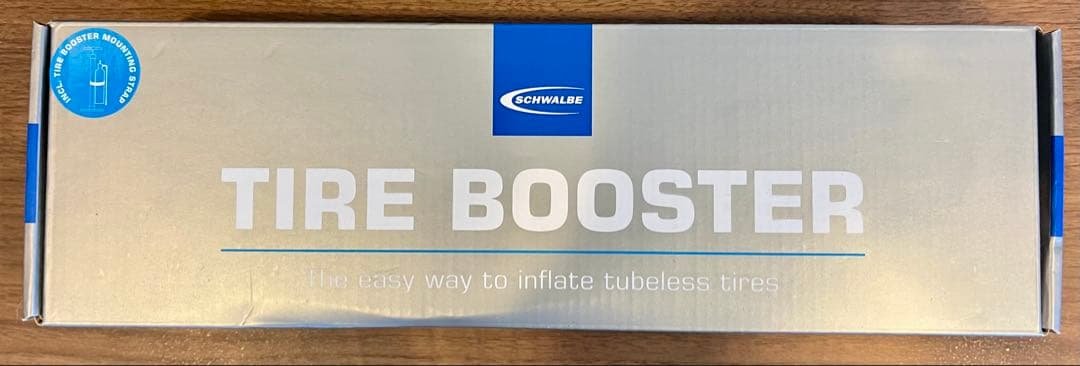 INCL. TIRE BOOSTER MOUNTING STRAP
SCHWALBE
TIRE BOOSTER
The easy way to inflate tubeless tires